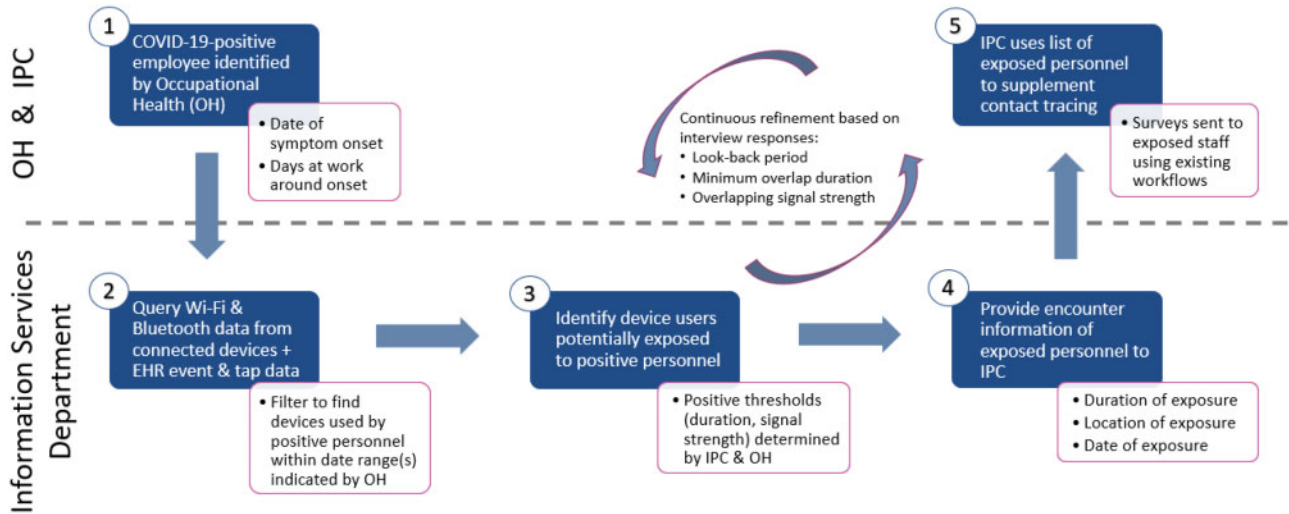 OH & IPC
1
COVID-19-positive
employee identified
by Occupational
Health (OH)
• Date of
symptom onset
• Days at work
around onset
Continuous refinement based on
interview responses:
• Look-back period
• Minimum overlap duration
• Overlapping signal strength
5
IPC uses list of
exposed personnel
to supplement
contact tracing
• Surveys sent to
exposed staff
using existing
workflows
Information Services
Department
2
Query Wi-Fi &
Bluetooth data from
connected devices +
EHR event & tap data
• Filter to find
devices used by
positive personnel
within date range(s)
indicated by OH
3
Identify device users
potentially exposed
to positive personnel
• Positive thresholds
(duration, signal
strength) determined
by IPC & OH
4
Provide encounter
information of
exposed personnel to
IPC
• Duration of exposure
• Location of exposure
• Date of exposure